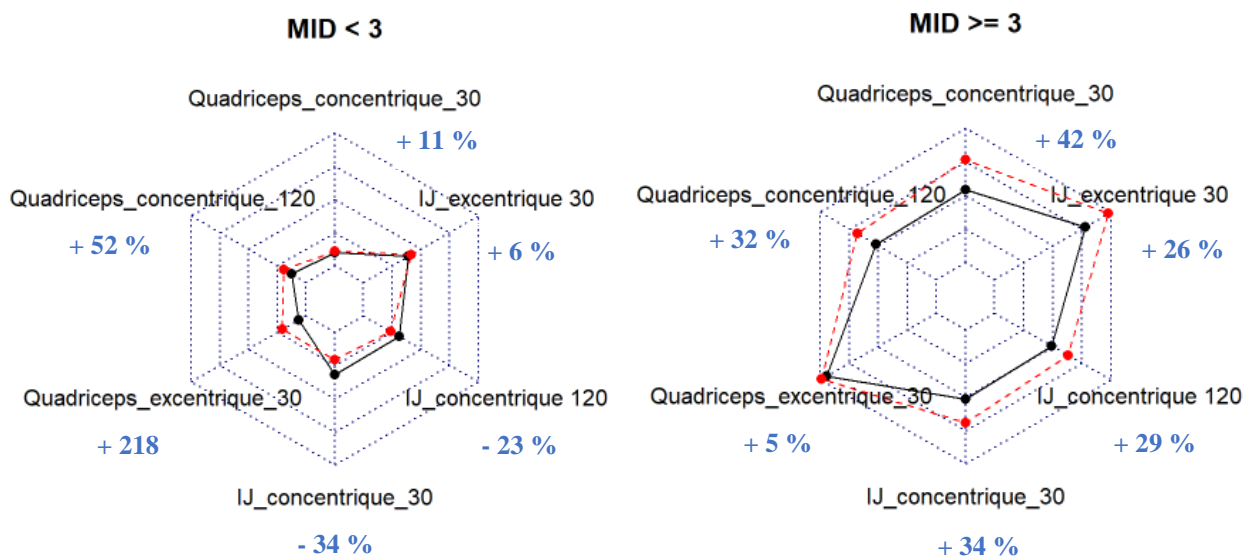 MID < 3
Quadriceps_concentrique_30
+ 11 %
Quadriceps_concentrique_120
IJ_excentrique 30
+ 52 %
+ 6 %
Quadriceps_excentrique_30
IJ_concentrique 120
+ 218
- 23 %
IJ_concentrique_30
- 34 %
MID >= 3
Quadriceps_concentrique_30
+ 42 %
Quadriceps_concentrique_120
IJ_excentrique 30
+ 32 %
+ 26 %
Quadriceps_excentrique_30
IJ_concentrique 120
+ 5 %
+ 29 %
IJ_concentrique_30
+ 34 %